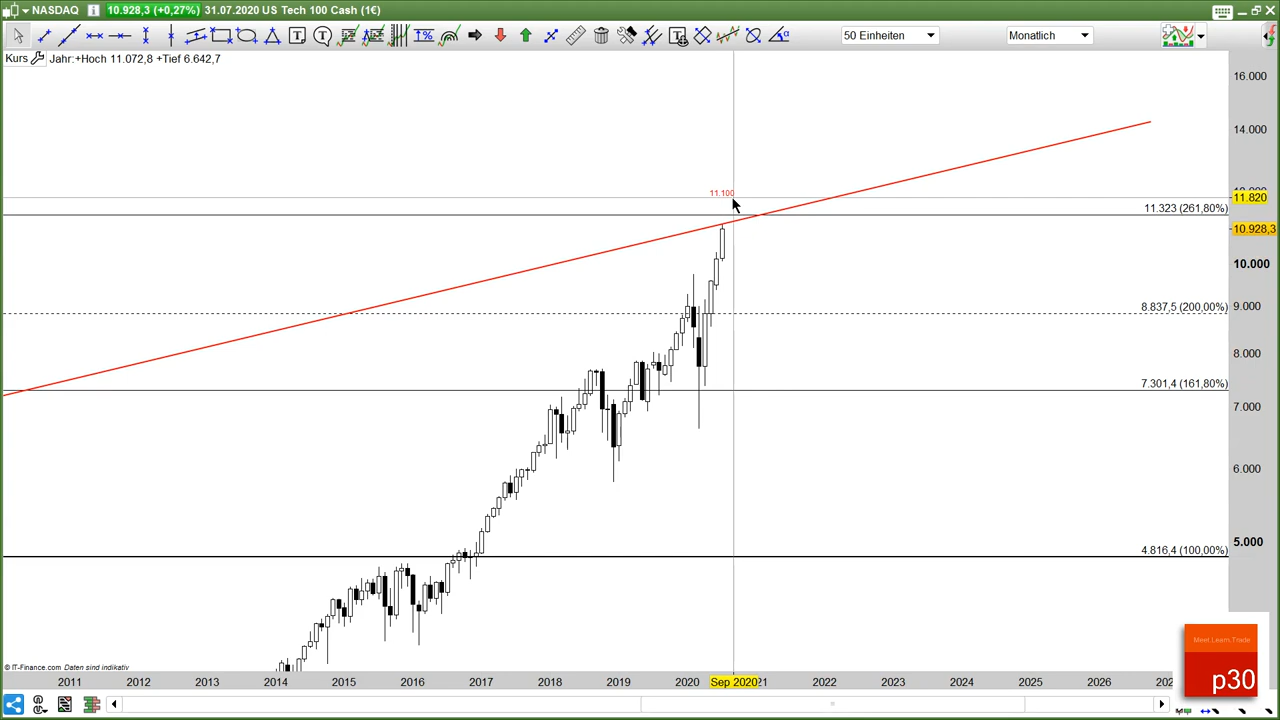 NASDAQ i 10.928,3 (+0,27%) 31.07.2020 US Tech 100 Cash (1€)
50 Einheiten Monatlich
Kurs Jahr:+Hoch 11.072,8 +Tief 6.642,7
16.000
14.000
11.100
11.820
11.323 (261,80%)
10.928,3
10.000
8.837,5 (200,00%)
9.000
8.000
7.301,4 (161,80%)
7.000
6.000
5.000
4.816,4 (100,00%)
Meet.Learn.Trade
p30
© IT-Finance.com Daten sind indikativ
2011 2012 2013 2014 2015 2016 2017 2018 2019 2020 Sep 2020 21 2022 2023 2024 2025 2026 202